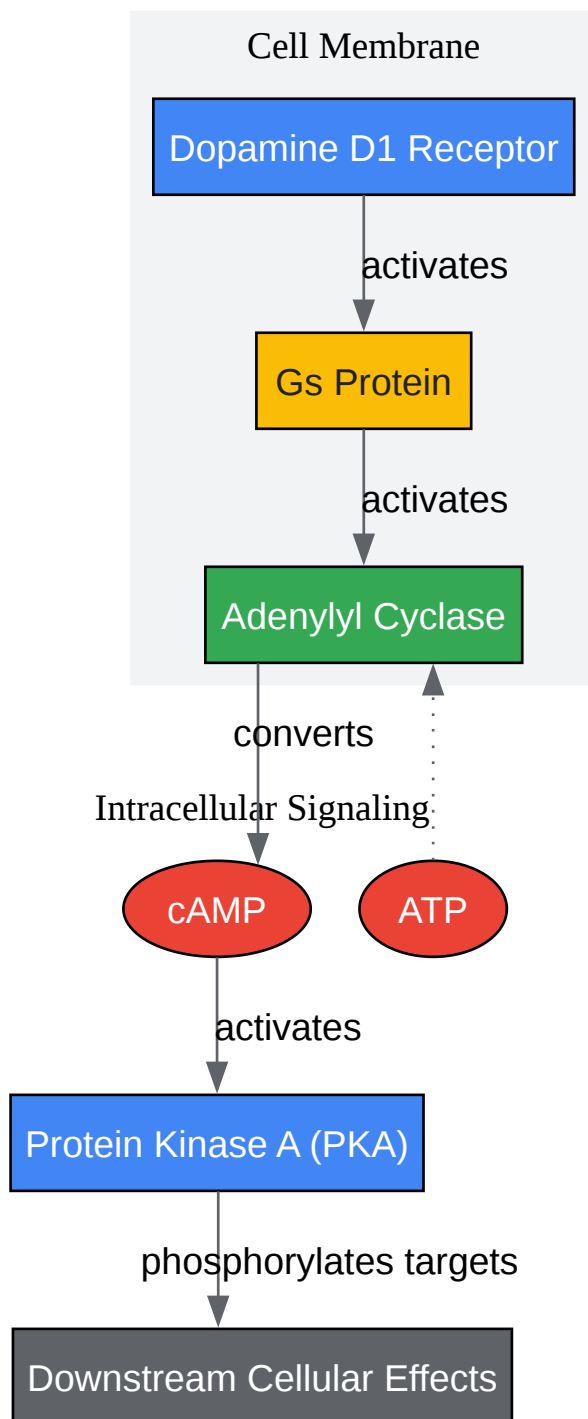 Cell Membrane
Dopamine D1 Receptor
activates
Gs Protein
activates
Adenylyl Cyclase
converts
Intracellular Signaling
cAMP
ATP
activates
Protein Kinase A (PKA)
phosphorylates targets
Downstream Cellular Effects